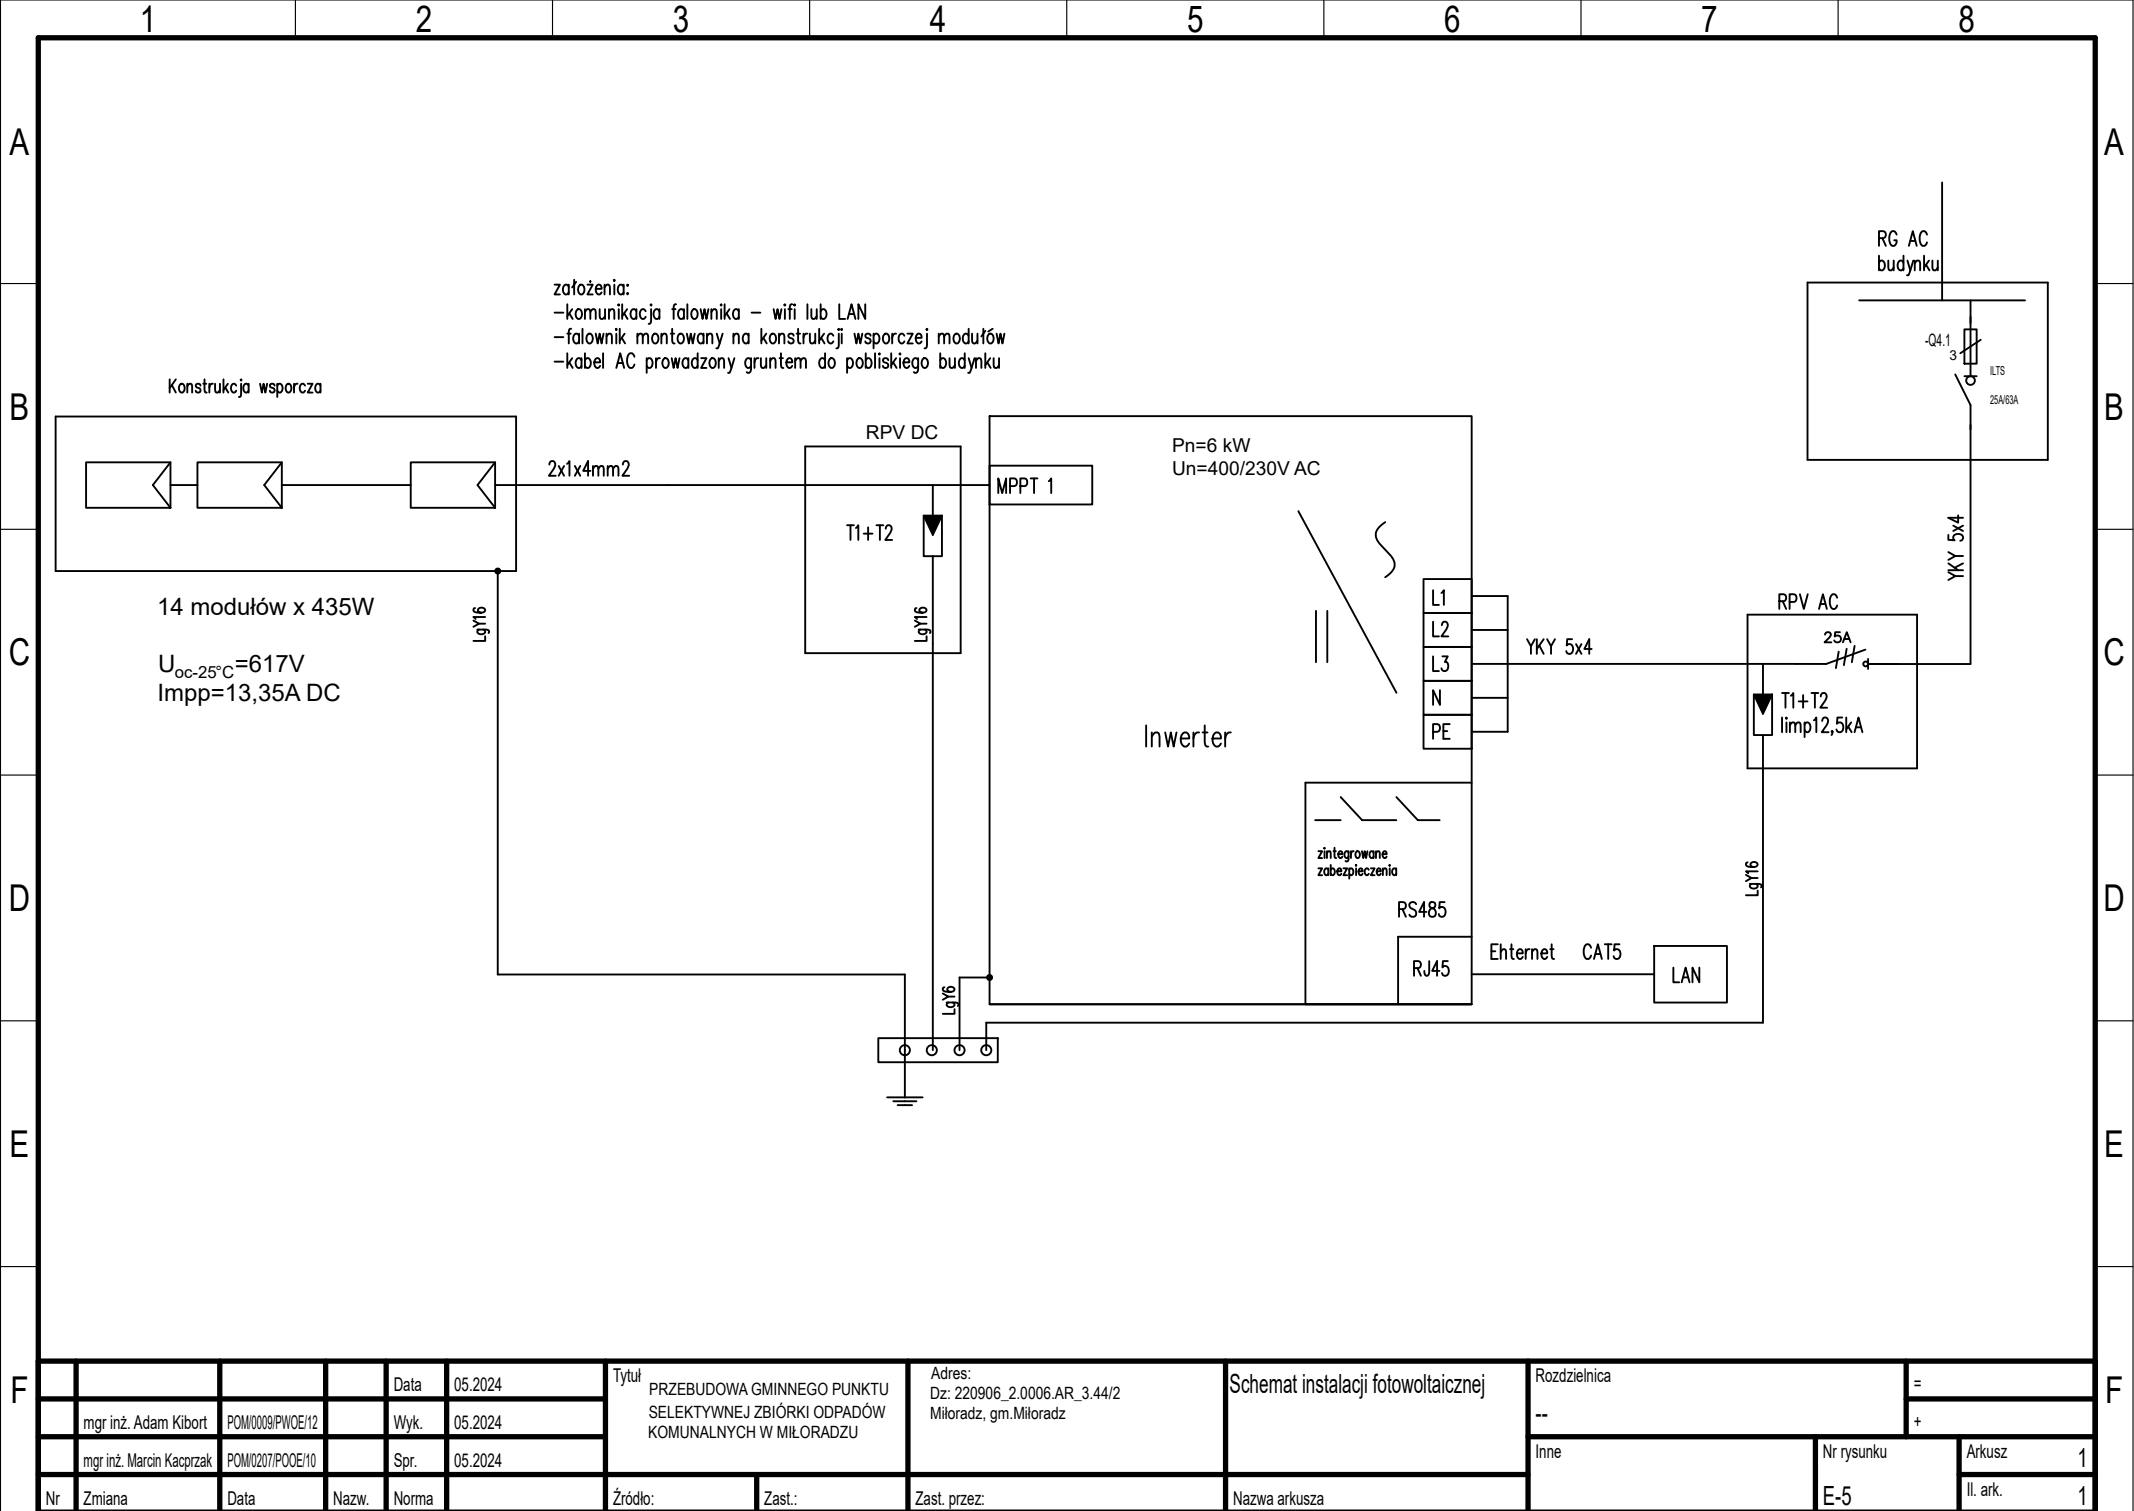 1 2 3 4 5 6 7 8
A A
B B
C C
D D
E E
F F
RG AC
budynku
-Q4.1
3
ILTS
25A/63A
założenia:
-komunikacja falownika - wifi lub LAN
-falownik montowany na konstrukcji wsporczej modułów
-kabel AC prowadzony gruntem do pobliskiego budynku
Konstrukcja wsporcza
2x1x4mm2
RPV DC
T1+T2
LgY16
MPPT 1
Pn=6 kW
Un=400/230V AC
14 modułów x 435W
Uoc-25°C=617V
Impp=13,35A DC
LgY16
L1
L2
L3
N
PE
YKY 5x4
YKY 5x4
RPV AC
25A
T1+T2
Iimp12,5kA
Inwerter
zintegrowane
zabezpieczenia
RS485
RJ45
Ehternet CAT5
LAN
LgY16
LgY6
Data 05.2024
mgr inż. Adam Kibort POM/0009/PWOE/12 Wyk. 05.2024
mgr inż. Marcin Kacprzak POM/0207/POOE/10 Spr. 05.2024
Nr Zmiana Data Nazw. Norma
Tytuł
PRZEBUDOWA GMINNEGO PUNKTU
SELEKTYWNEJ ZBIÓRKI ODPADÓW
KOMUNALNYCH W MIŁORADZU
Źródło: Zast.: Zast. przez:
Adres:
Dz: 220906_2.0006.AR_3.44/2
Miłoradz, gm.Miłoradz
Schemat instalacji fotowoltaicznej
Nazwa arkusza
Rozdzielnica
--
=
+
Inne
Nr rysunku
E-5
Arkusz 1
Il. ark. 1